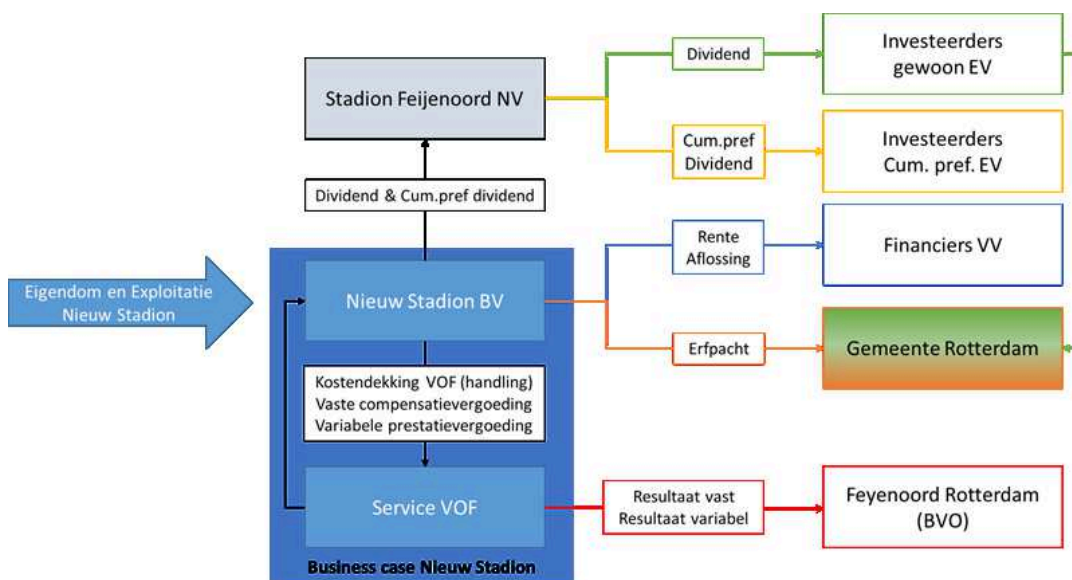 Stadion Feijenoord NV
Dividend
Investeerders
gewoon EV
Cum.pref
Dividend
Investeerders
Cum. pref. EV
Dividend & Cum.pref dividend
Rente
Aflossing
Financiers VV
Eigendom en Exploitatie
Nieuw Stadion
Nieuw Stadion BV
Erfpacht
Gemeente Rotterdam
Kostendekking VOF (handling)
Vaste compensatievergoeding
Variabele prestatievergoeding
Service VOF
Resultaat vast
Resultaat variabel
Feyenoord Rotterdam
(BVO)
Business case Nieuw Stadion